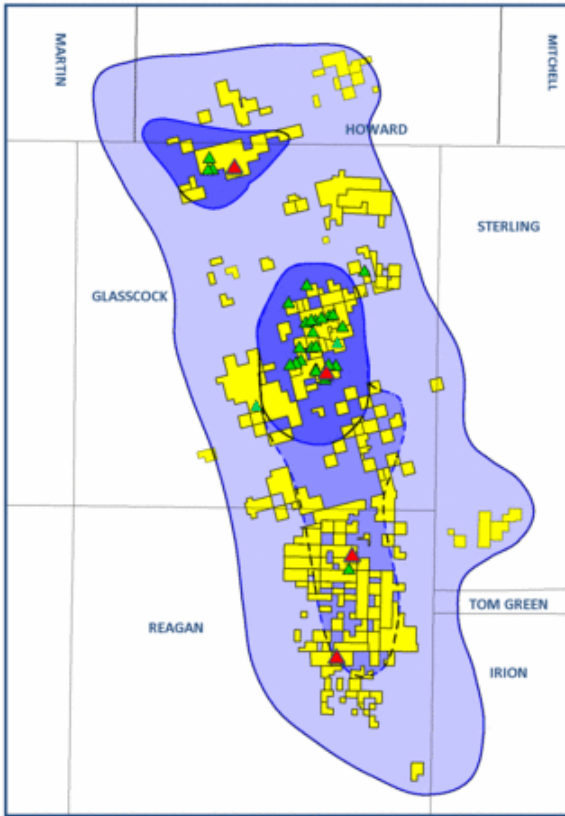 MARTIN
MITCHELL
HOWARD
STERLING
GLASSCOCK
TOM GREEN
REAGAN
IRION